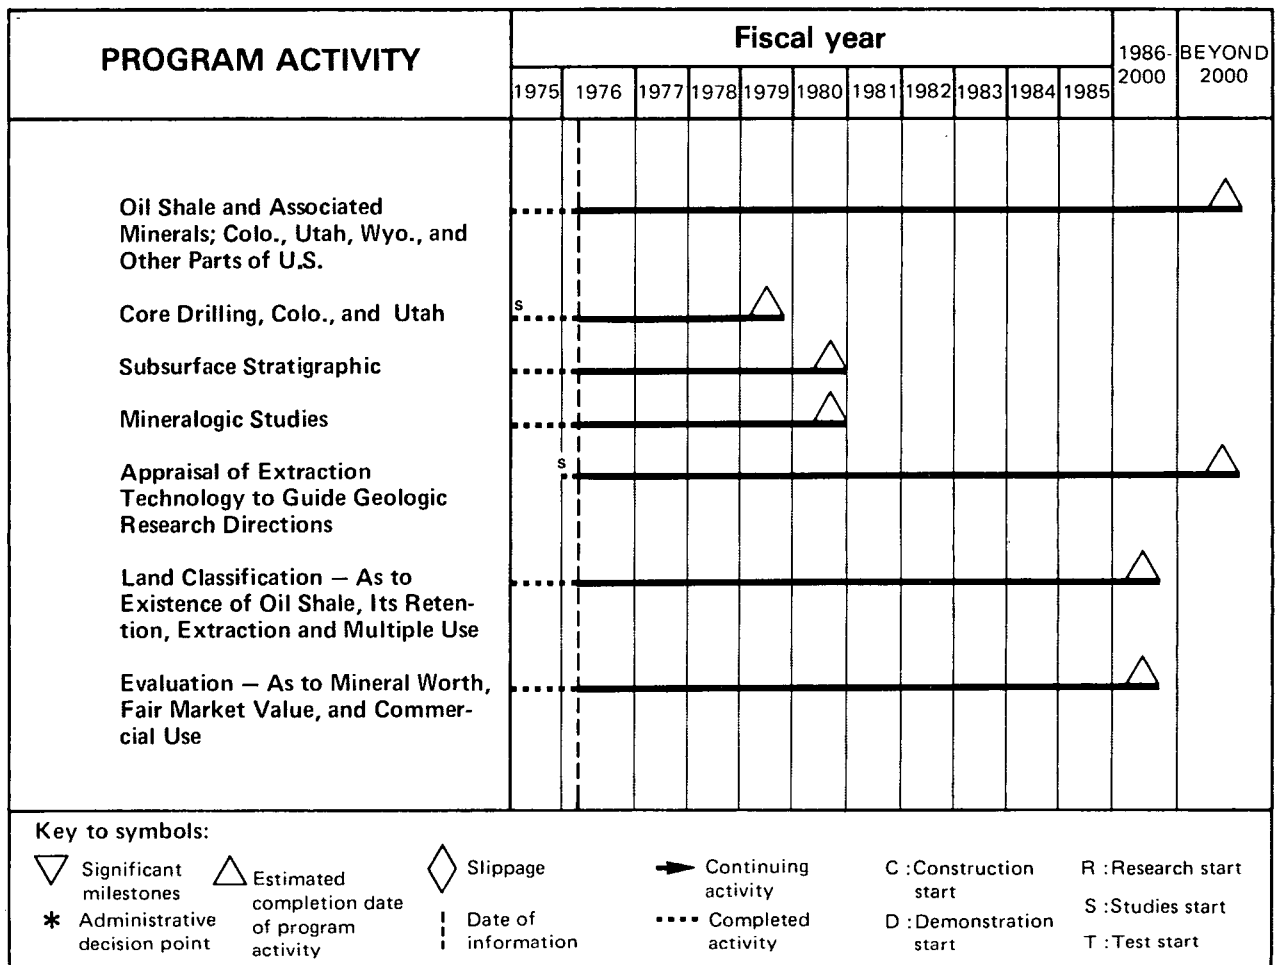 PROGRAM ACTIVITY
Fiscal year
1975 1976 1977 1978 1979 1980 1981 1982 1983 1984 1985
1986-
2000
BEYOND
2000
Oil Shale and Associated
Minerals; Colo., Utah, Wyo., and
Other Parts of U.S.
s
Core Drilling, Colo., and Utah
Subsurface Stratigraphic
Mineralogic Studies
s
Appraisal of Extraction
Technology to Guide Geologic
Research Directions
Land Classification — As to
Existence of Oil Shale, Its Reten-
tion, Extraction and Multiple Use
Evaluation — As to Mineral Worth,
Fair Market Value, and Commer-
cial Use
Key to symbols:
Significant
milestones
* Administrative
decision point
Estimated
completion date
of program
activity
Slippage
Date of
information
Continuing
activity
Completed
activity
C : Construction
start
D : Demonstration
start
R : Research start
S : Studies start
T : Test start